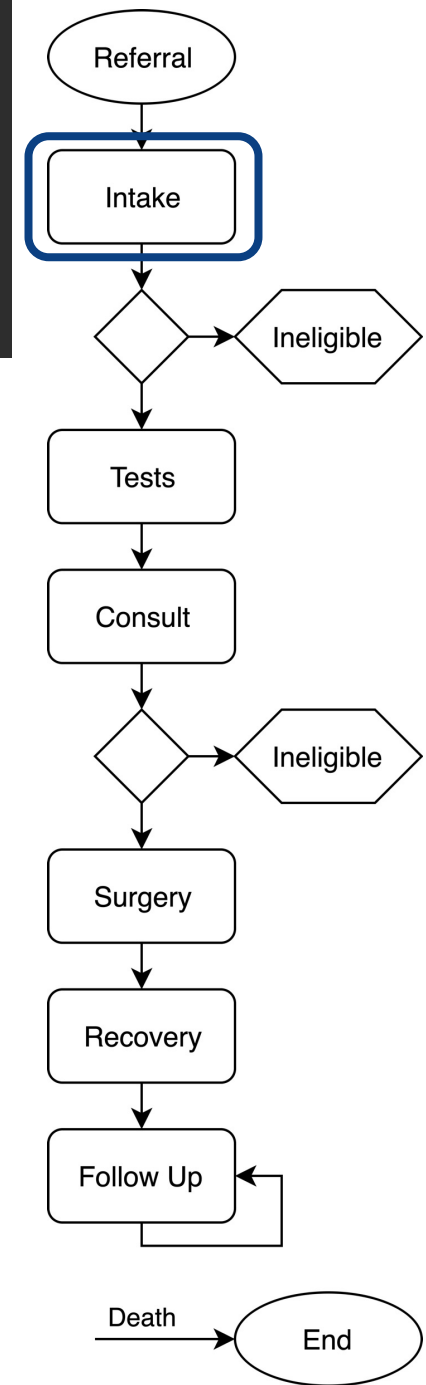 Referral
Intake
Ineligible
Tests
Consult
Ineligible
Surgery
Recovery
Follow Up
Death
End